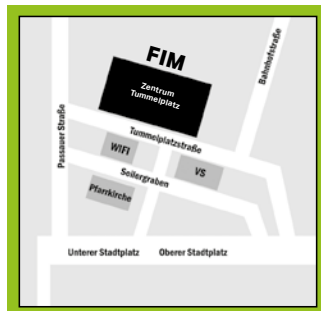 FIM
Zentrum
Tummelplatz
Bahnhofstraße
Passauer Straße
Tummelplatzstraße
WIFI
VS
Seilergraben
Pfarrkirche
Unterer Stadtplatz
Oberer Stadtplatz